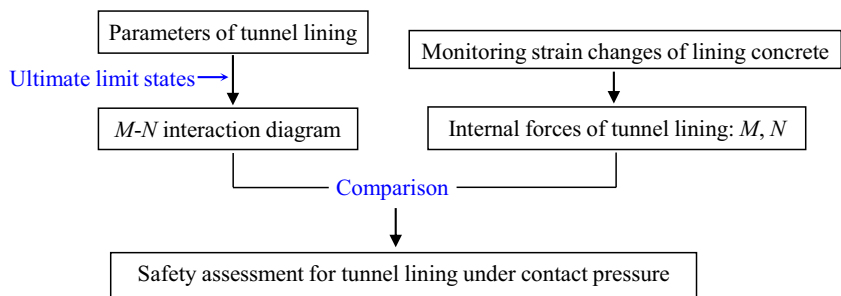 Parameters of tunnel lining
Monitoring strain changes of lining concrete
Ultimate limit states
M-N interaction diagram
Internal forces of tunnel lining: M, N
Comparison
Safety assessment for tunnel lining under contact pressure